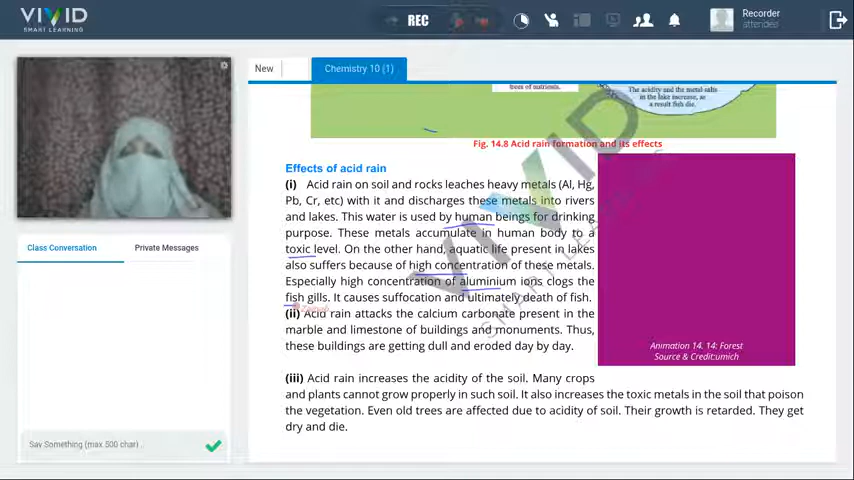 VIVID
SMART LEARNING
REC
Recorder
attended
New
Chemistry 10 (1)
trees of nutrients.
The acidity and the metal salts
in the lake increase, as
a result fish die.
Fig. 14.8 Acid rain formation and its effects
Effects of acid rain
(i) Acid rain on soil and rocks leaches heavy metals (Al, Hg,
Pb, Cr, etc) with it and discharges these metals into rivers
and lakes. This water is used by human beings for drinking
purpose. These metals accumulate in human body to a
toxic level. On the other hand, aquatic life present in lakes
also suffers because of high concentration of these metals.
Especially high concentration of aluminium ions clogs the
fish gills. It causes suffocation and ultimately death of fish.
(ii) Acid rain attacks the calcium carbonate present in the
marble and limestone of buildings and monuments. Thus,
these buildings are getting dull and eroded day by day.
Animation 14. 14: Forest
Source & Credit:umich
(iii) Acid rain increases the acidity of the soil. Many crops
and plants cannot grow properly in such soil. It also increases the toxic metals in the soil that poison
the vegetation. Even old trees are affected due to acidity of soil. Their growth is retarded. They get
dry and die.
VIVID
SMART LEARNING
Class Conversation
Private Messages
Say Something (max 500 char) ..